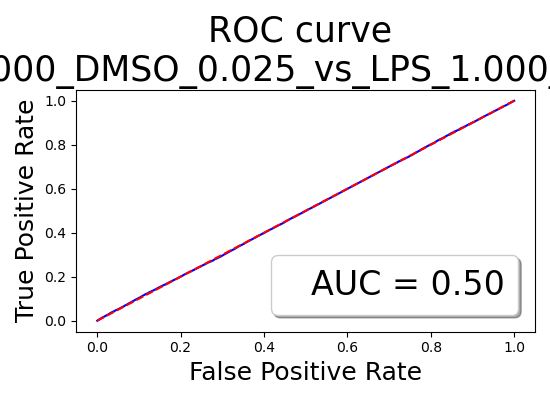 ROC curve
000_DMSO_0.025_vs_LPS_1.000_
1.0
0.8
0.6
0.4
0.2
0.0
True Positive Rate
AUC = 0.50
0.0 0.2 0.4 0.6 0.8 1.0
False Positive Rate